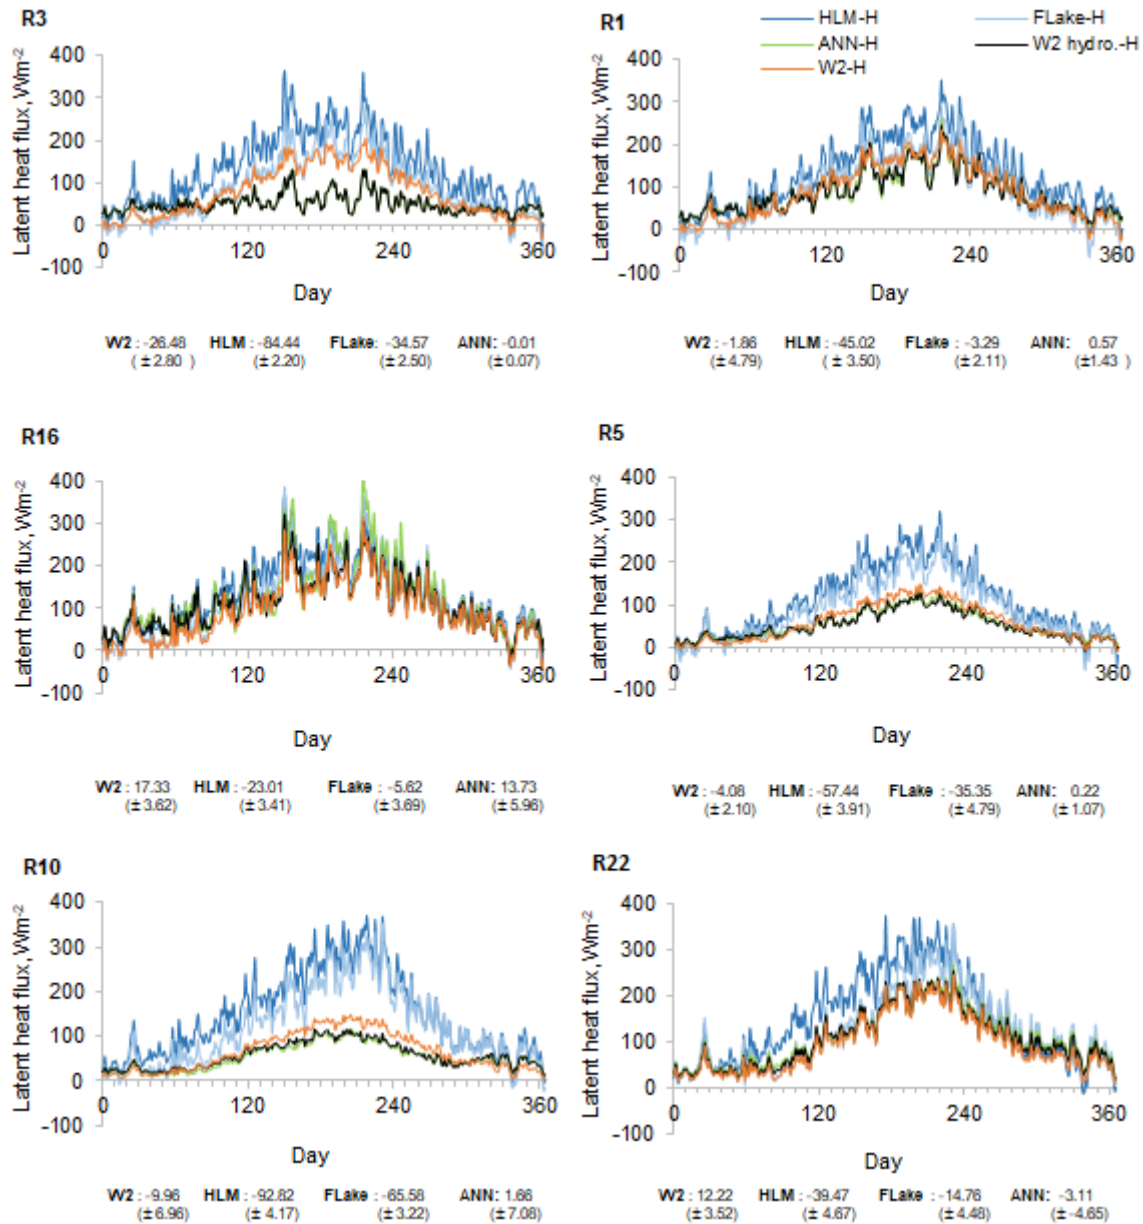 R3
Latent heat flux, Wm-2
400
300
200
100
0
-100
0 120 240 360
Day
W2 : -26.48 HLM : -84.44 FLake: -34.57 ANN: -0.01
(±2.80 ) (±2.20) (±2.50) (±0.07)
R1
HLM-H FLake-H
ANN-H W2 hydro.-H
W2-H
Latent heat flux, Wm-2
400
300
200
100
0
-100
0 120 240 360
Day
W2 : -1.86 HLM : -45.02 FLake : -3.29 ANN: 0.57
(±4.79) (± 3.50) (±2.11) (±1.43 )
R16
Latent heat flux, Wm-2
400
300
200
100
0
-100
0 120 240 360
Day
W2 : 17.33 HLM : -23.01 FLake : -5.62 ANN: 13.73
(± 3.62) (± 3.41) (± 3.69) (± 5.96)
R5
Latent heat flux, Wm-2
400
300
200
100
0
-100
0 120 240 360
Day
W2 : -4.08 HLM : -57.44 FLake : -35.35 ANN: 0.22
(±2.10) (± 3.91) (± 4.79) (± 1.07)
R10
Latent heat flux, Wm-2
400
300
200
100
0
-100
0 120 240 360
Day
W2 : -9.96 HLM : -92.82 FLake : -65.58 ANN: 1.66
(± 6.96) (± 4.17) (± 3.22) (± 7.08)
R22
Latent heat flux, Wm-2
400
300
200
100
0
-100
0 120 240 360
Day
W2 : 12.22 HLM : -39.47 FLake : -14.76 ANN: -3.11
(± 3.52) (± 4.67) (± 4.48) (± -4.65)